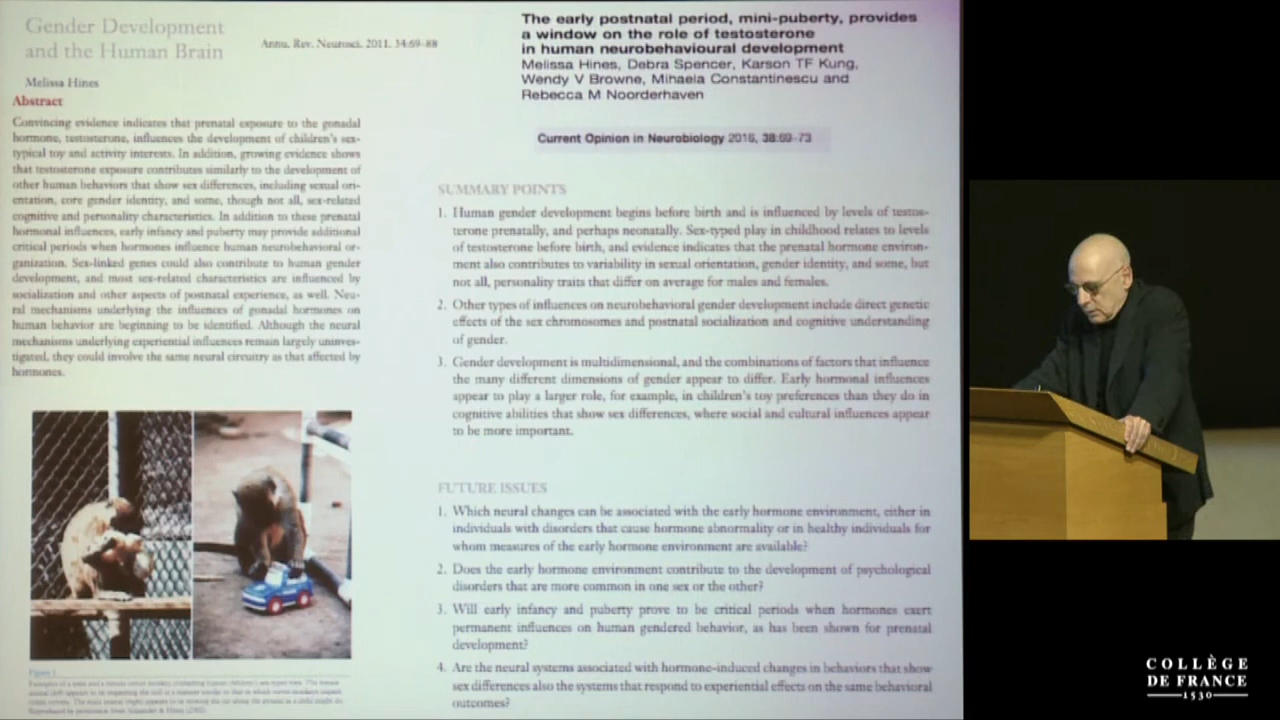 Gender Development
and the Human Brain
Annu. Rev. Neurosci. 2011. 34:69–88
Melissa Hines
Abstract
Convincing evidence indicates that prenatal exposure to the gonadal
hormone, testosterone, influences the development of children's sex-
typical toy and activity interests. In addition, growing evidence shows
that testosterone exposure contributes similarly to the development of
other human behaviors that show sex differences, including sexual ori-
entation, core gender identity, and some, though not all, sex-related
cognitive and personality characteristics. In addition to these prenatal
hormonal influences, early infancy and puberty may provide additional
critical periods when hormones influence human neurobehavioral or-
ganization. Sex-linked genes could also contribute to human gender
development, and most sex-related characteristics are influenced by
socialization and other aspects of postnatal experience, as well. Neu-
ral mechanisms underlying the influences of gonadal hormones on
human behavior are beginning to be identified. Although the neural
mechanisms underlying experiential influences remain largely uninves-
tigated, they could involve the same neural circuitry as that affected by
hormones.
Figure 1
The early postnatal period, mini-puberty, provides
a window on the role of testosterone
in human neurobehavioural development
Melissa Hines, Debra Spencer, Karson TF Kung,
Wendy V Browne, Mihaela Constantinescu and
Rebecca M Noorderhaven
Current Opinion in Neurobiology 2016, 38:69–73
SUMMARY POINTS
1. Human gender development begins before birth and is influenced by levels of testos-
terone prenatally, and perhaps neonatally. Sex-typed play in childhood relates to levels
of testosterone before birth, and evidence indicates that the prenatal hormone environ-
ment also contributes to variability in sexual orientation, gender identity, and some, but
not all, personality traits that differ on average for males and females.
2. Other types of influences on neurobehavioral gender development include direct genetic
effects of the sex chromosomes and postnatal socialization and cognitive understanding
of gender.
3. Gender development is multidimensional, and the combinations of factors that influence
the many different dimensions of gender appear to differ. Early hormonal influences
appear to play a larger role, for example, in children's toy preferences than they do in
cognitive abilities that show sex differences, where social and cultural influences appear
to be more important.
FUTURE ISSUES
1. Which neural changes can be associated with the early hormone environment, either in
individuals with disorders that cause hormone abnormality or in healthy individuals for
whom measures of the early hormone environment are available?
2. Does the early hormone environment contribute to the development of psychological
disorders that are more common in one sex or the other?
3. Will early infancy and puberty prove to be critical periods when hormones exert
permanent influences on human gendered behavior, as has been shown for prenatal
development?
4. Are the neural systems associated with hormone-induced changes in behaviors that show
sex differences also the systems that respond to experiential effects on the same behavioral
outcomes?
COLLÈGE
DE FRANCE
1530